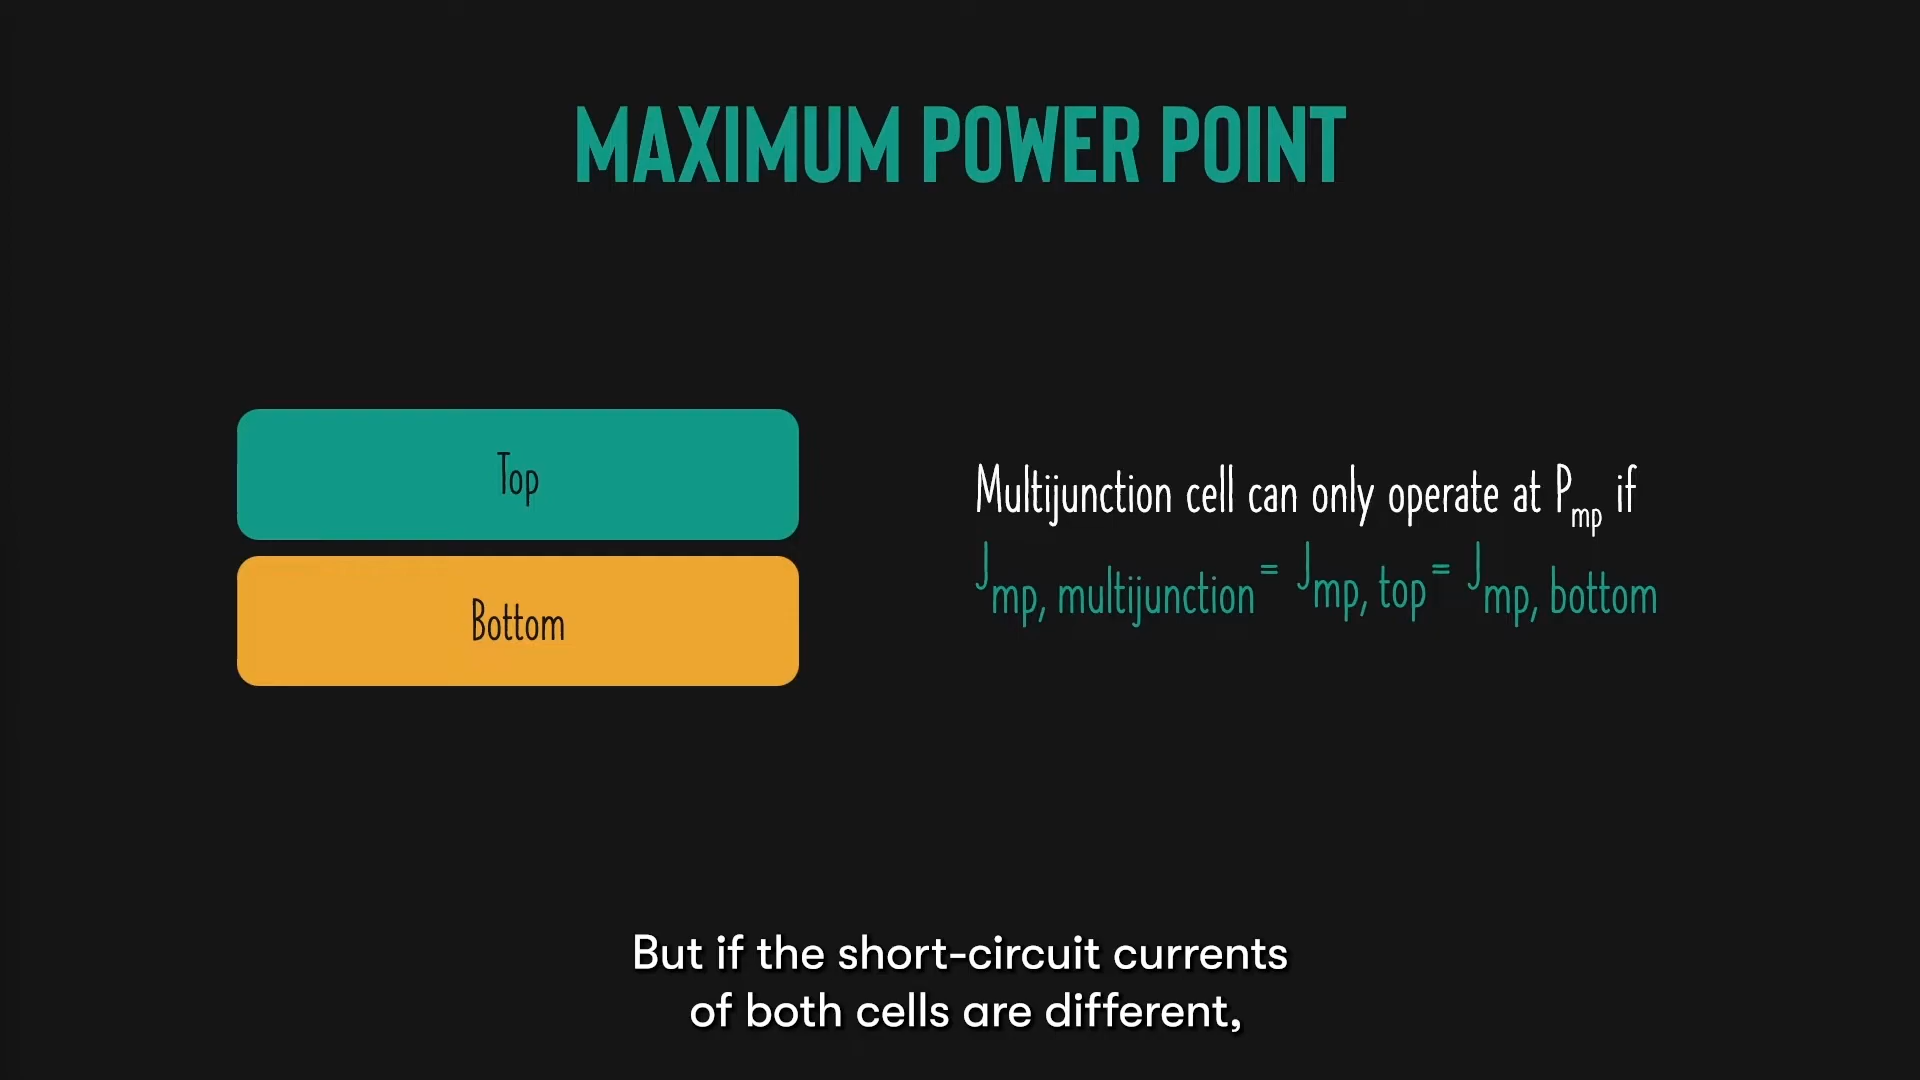 MAXIMUM POWER POINT
Top
Bottom
Multijunction cell can only operate at Pmp if
Jmp, multijunction = Jmp, top = Jmp, bottom
But if the short-circuit currents
of both cells are different,